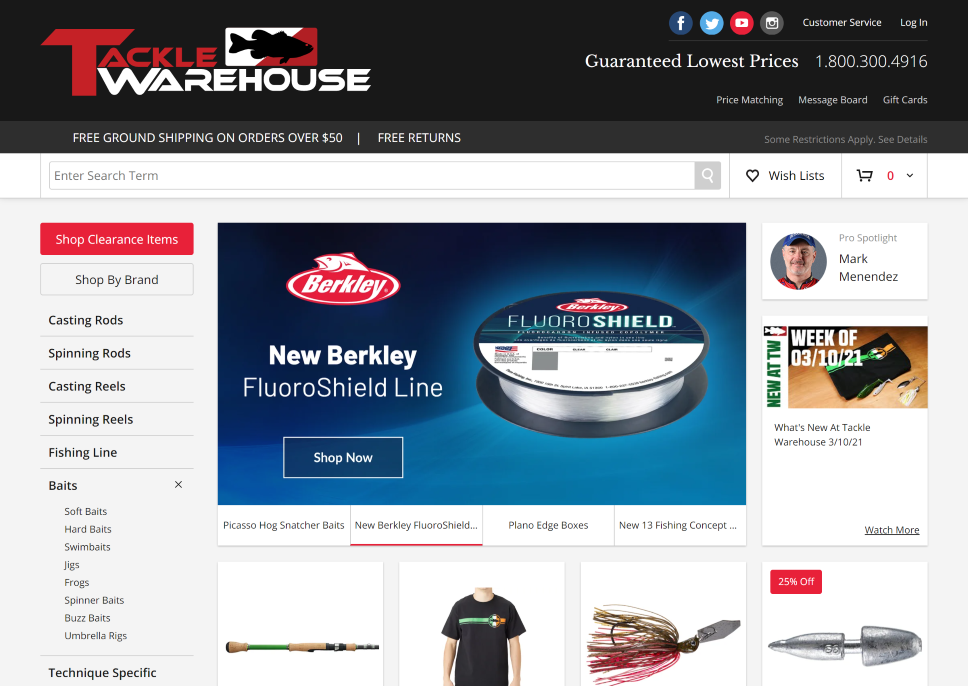 TACKLE
WAREHOUSE
Customer Service
Log In
Guaranteed Lowest Prices
1.800.300.4916
Price Matching
Message Board
Gift Cards
FREE GROUND SHIPPING ON ORDERS OVER $50 | FREE RETURNS
Some Restrictions Apply. See Details
Enter Search Term
Wish Lists
0
Shop Clearance Items
Shop By Brand
Casting Rods
Spinning Rods
Casting Reels
Spinning Reels
Fishing Line
Baits
Soft Baits
Hard Baits
Swimbaits
Jigs
Frogs
Spinner Baits
Buzz Baits
Umbrella Rigs
Technique Specific
Berkley
New Berkley
FluoroShield Line
Shop Now
Berkley
FLUOROSHIELD
Picasso Hog Snatcher Baits
New Berkley FluoroShield...
Plano Edge Boxes
New 13 Fishing Concept ...
Pro Spotlight
Mark
Menendez
NEW AT TW
WEEK OF
03/10/21
What's New At Tackle
Warehouse 3/10/21
Watch More
25% Off